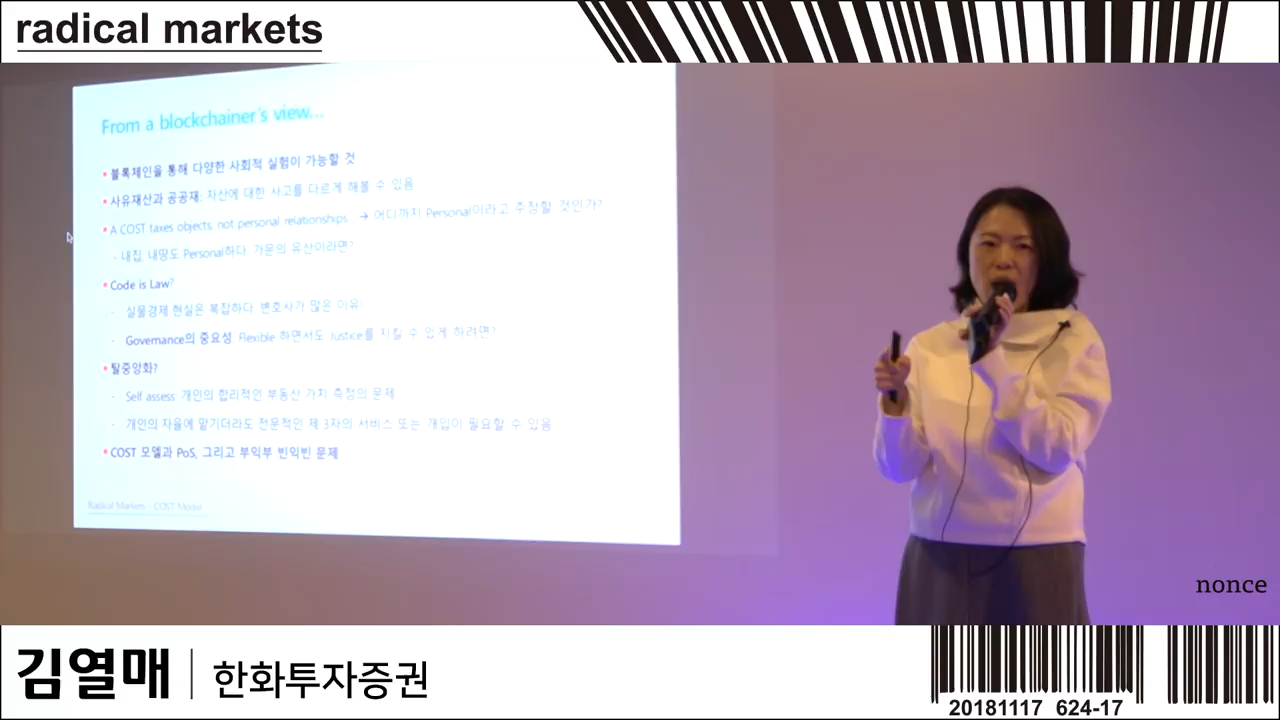 radical markets
From a blockchainer's view...
블록체인을 통해 다양한 사회적 실험이 가능할 것
사유재산과 공공재: 자산에 대한 사고를 다르게 해볼 수 있음
A COST taxes objects, not personal relationships. → 어디까지 Personal이라고 주장할 것인가?
- 내집, 내땅도 Personal하다. 가문의 유산이라면?
Code is Law?
- 실물경제 현실은 복잡하다. 변호사가 많은 이유!
- Governance의 중요성. Flexible 하면서도 Justice를 지킬 수 있게 하려면?
탈중앙화?
- Self assess: 개인의 합리적인 부동산 가치 측정의 문제
- 개인의 자율에 맡기더라도 전문적인 제 3자의 서비스 또는 개입이 필요할 수 있음
COST 모델과 PoS, 그리고 부익부 빈익빈 문제
Radical Markets - COST Model
nonce
김열매 | 한화투자증권
20181117 624-17